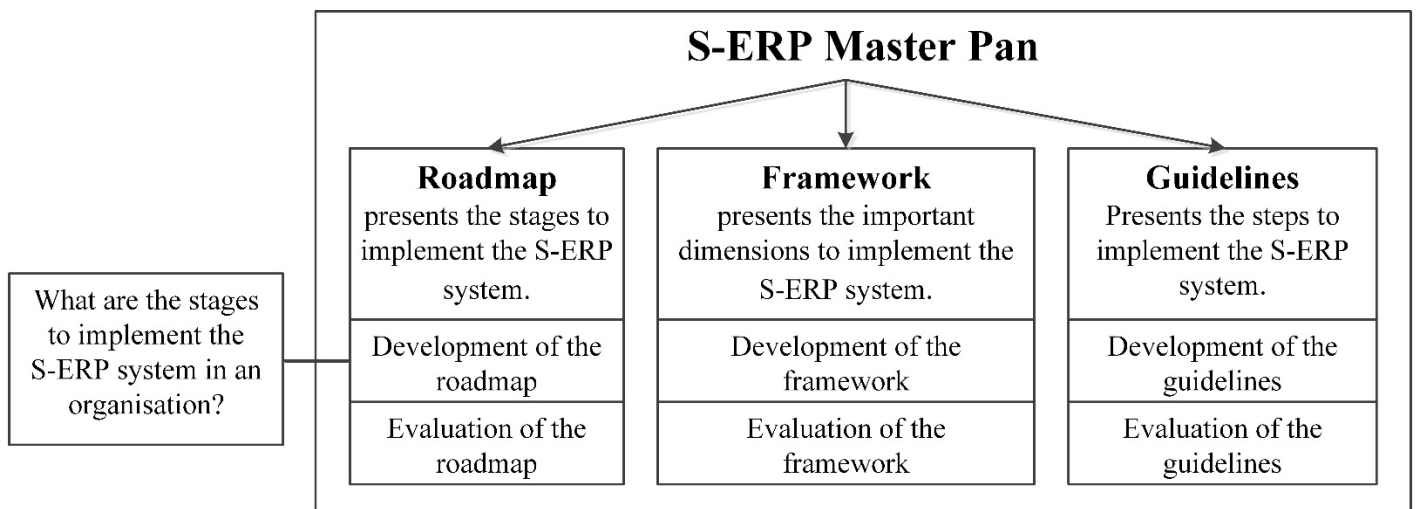 S-ERP Master Pan
Roadmap
presents the stages to
implement the S-ERP
system.
Development of the
roadmap
Evaluation of the
roadmap
Framework
presents the important
dimensions to implement the
S-ERP system.
Development of the
framework
Evaluation of the
framework
Guidelines
Presents the steps to
implement the S-ERP
system.
Development of the
guidelines
Evaluation of the
guidelines
What are the stages
to implement the
S-ERP system in an
organisation?